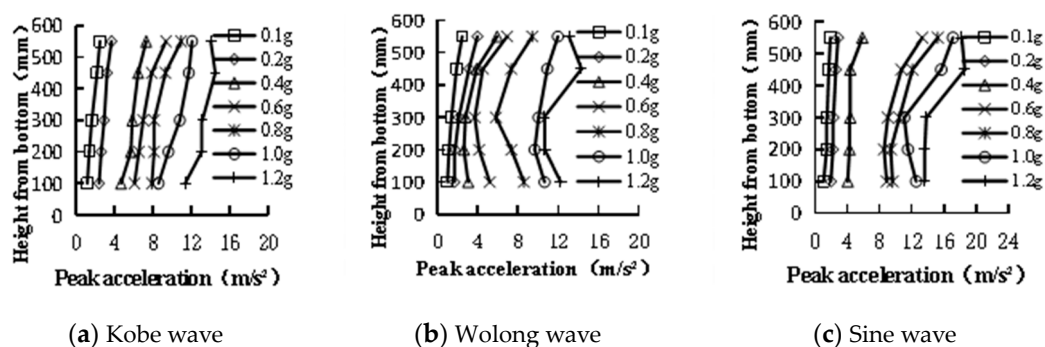 Height from bottom (mm)
600
500
400
300
200
100
0
0 4 8 12 16 20
Peak acceleration (m/s²)
0.1g
0.2g
0.4g
0.6g
0.8g
1.0g
1.2g
(a) Kobe wave
Height from bottom (mm)
600
500
400
300
200
100
0
0 4 8 12 16 20
Peak acceleration (m/s²)
0.1g
0.2g
0.4g
0.6g
0.8g
1.0g
1.2g
(b) Wolong wave
Height from bottom (mm)
600
500
400
300
200
100
0
0 4 8 12 16 20 24
Peak acceleration (m/s²)
0.1g
0.2g
0.4g
0.6g
0.8g
1.0g
1.2g
(c) Sine wave